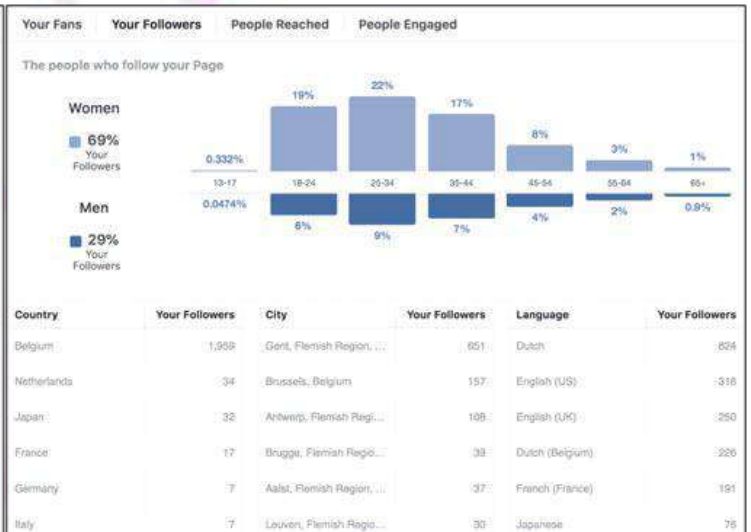 Your Fans Your Followers People Reached People Engaged
The people who follow your Page
Women
69%
Your
Followers
Men
29%
Your
Followers
19% 22% 17% 8% 3% 1%
0.332%
13-17 18-24 25-34 35-44 45-54 55-64 65+
0.0474% 6% 9% 7% 4% 2% 0.9%
Country Your Followers City Your Followers Language Your Followers
Belgium 1,959 Gent, Flemish Region, ... 651 Dutch 824
Netherlands 34 Brussels, Belgium 157 English (US) 318
Japan 32 Antwerp, Flemish Regi... 108 English (UK) 250
France 17 Brugge, Flemish Regio... 39 Dutch (Belgium) 226
Germany 7 Aalst, Flemish Region, ... 37 French (France) 191
Italy 7 Leuven, Flemish Regio... 30 Japanese 76